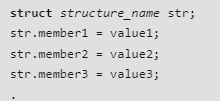 struct structure_name str;
str.member1 = value1;
str.member2 = value2;
str.member3 = value3;
.